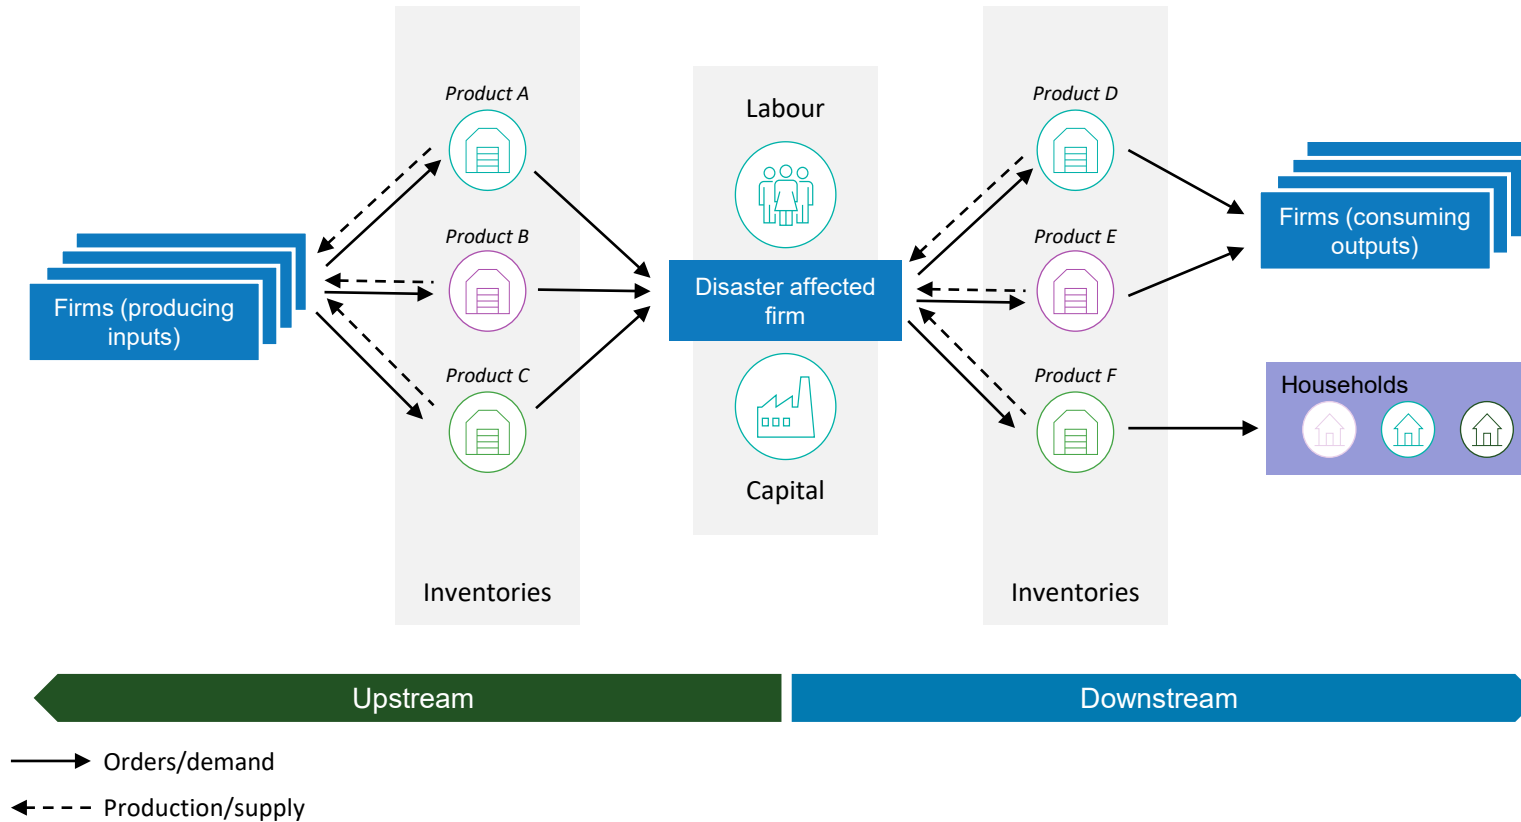 Product A
Product B
Product C
Firms (producing
inputs)
Inventories
Labour
Disaster affected
firm
Capital
Product D
Product E
Product F
Inventories
Firms (consuming
outputs)
Households
Upstream
Downstream
Orders/demand
Production/supply